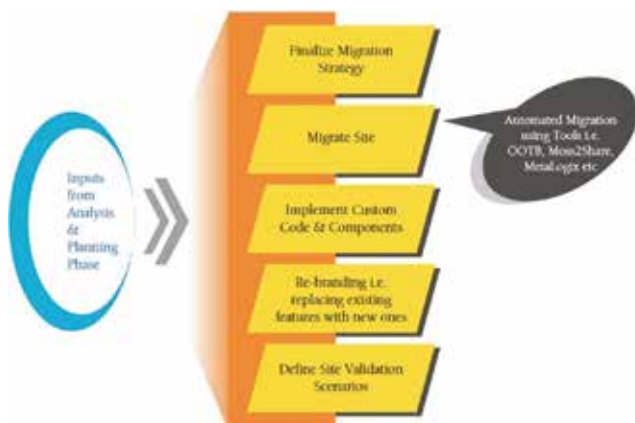 Inputs
from
Analysis
&
Planning
Phase
Finalize Migration
Strategy
Migrate Site
Implement Custom
Code & Components
Re-branding i.e.
replacing existing
features with new ones
Define Site Validation
Scenarios
Automated Migration
using Tools i.e.
OOTB, Moss2Share,
MetaLogix etc